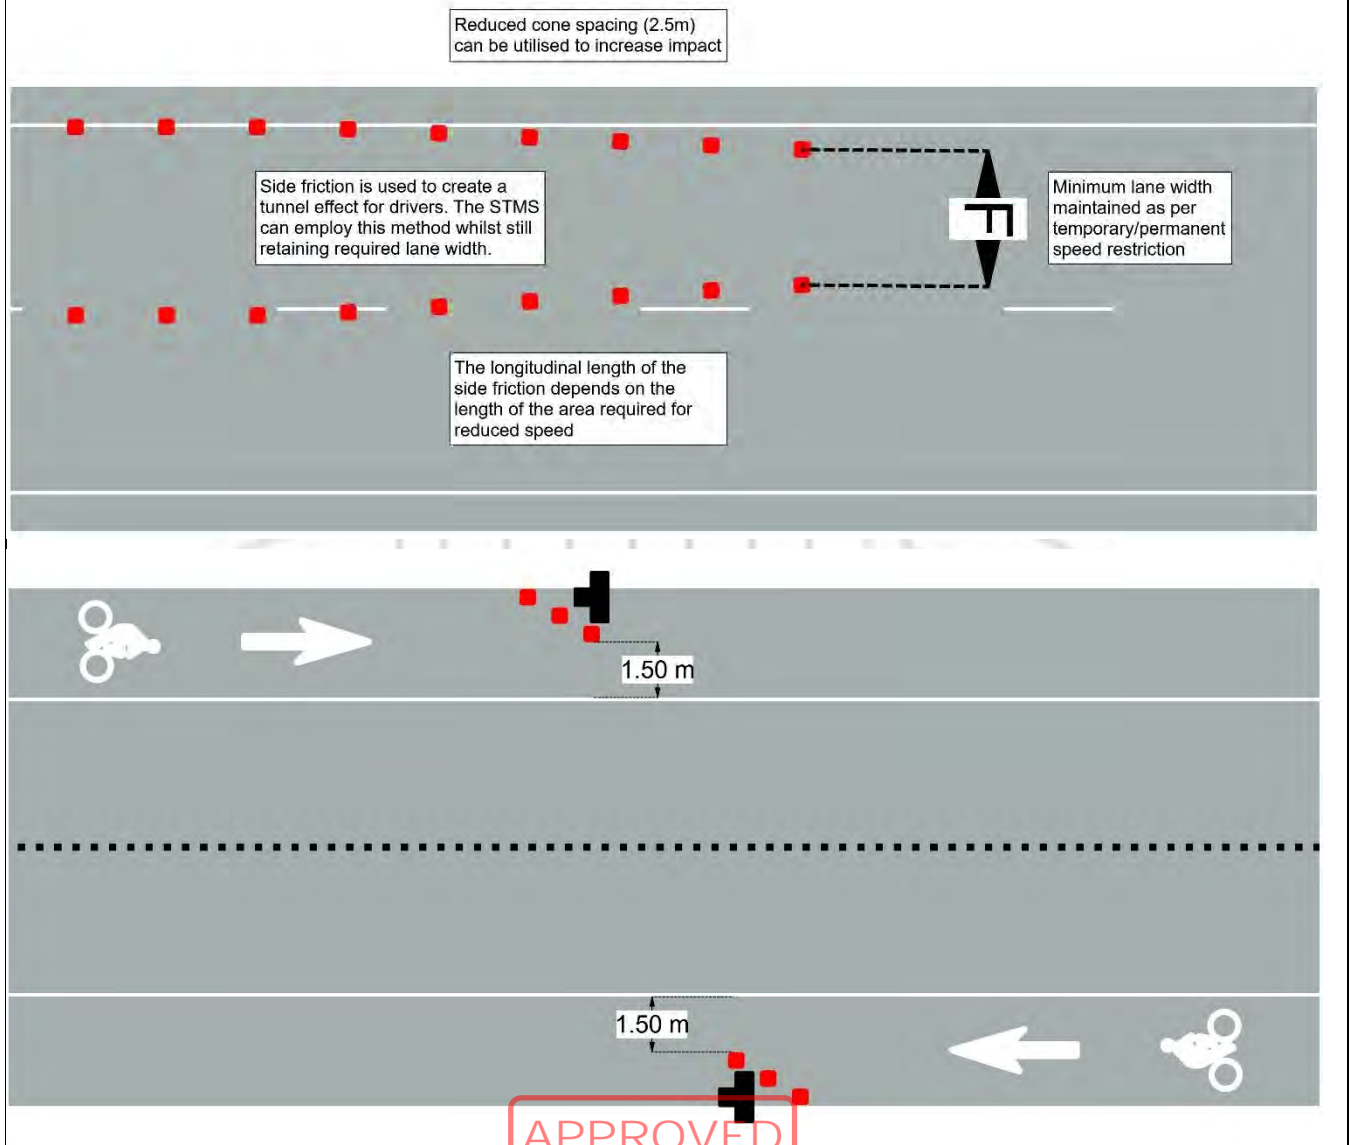 Reduced cone spacing (2.5m)
can be utilised to increase impact
Side friction is used to create a
tunnel effect for drivers. The STMS
can employ this method whilst still
retaining required lane width.
F
Minimum lane width
maintained as per
temporary/permanent
speed restriction
The longitudinal length of the
side friction depends on the
length of the area required for
reduced speed
1.50 m
1.50 m
APPROVED